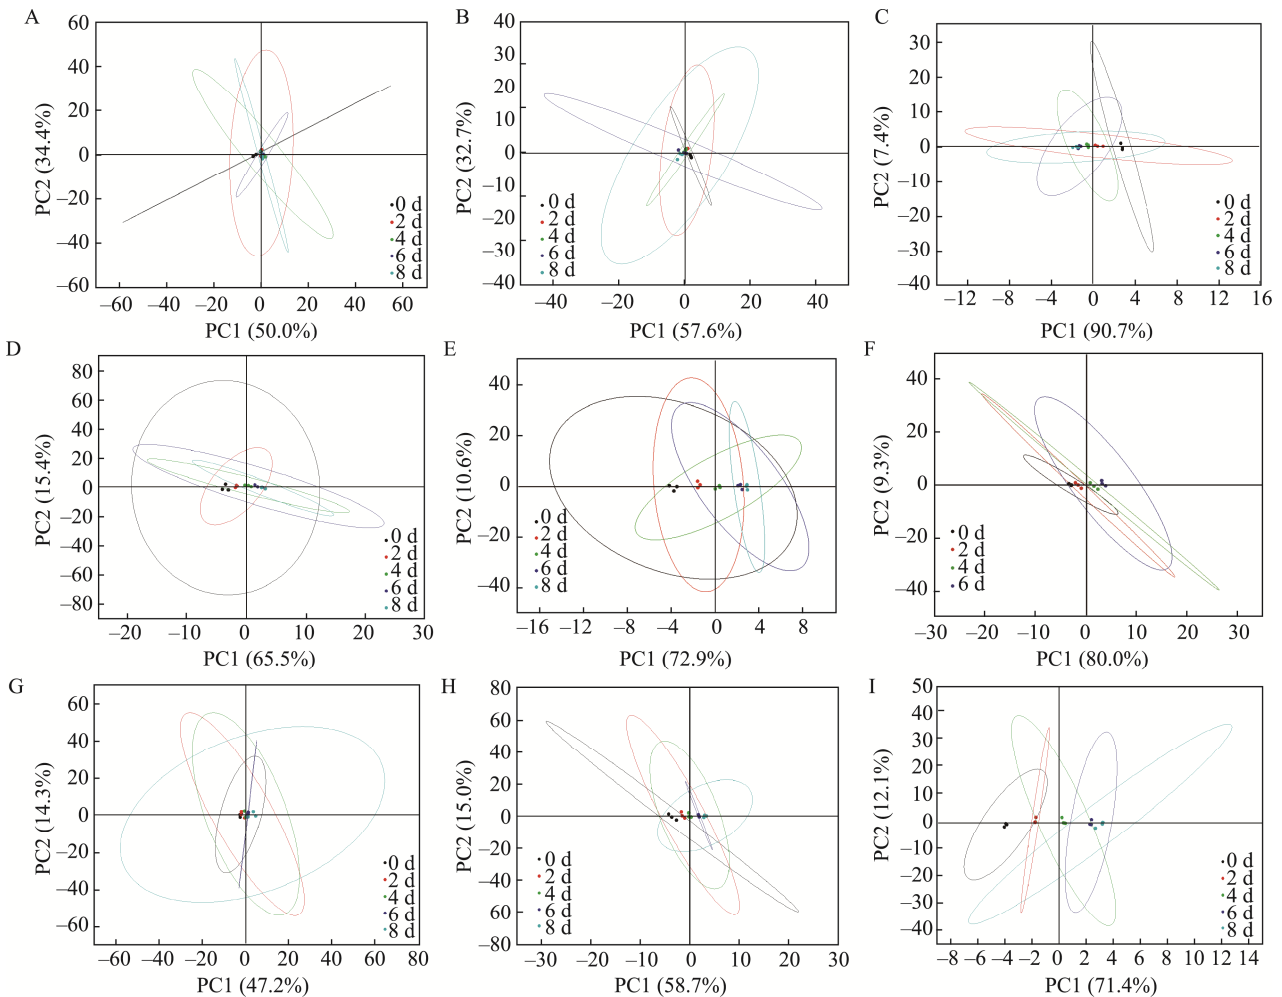 A
60
40
20
0
–20
–40
–60
PC2 (34.4%)
0 d
2 d
4 d
6 d
8 d
–60
–40
–20
0
20
40
60
PC1 (50.0%)
B
40
30
20
10
0
–10
–20
30
40
PC2 (32.7%)
0 d
2 d
4 d
6 d
8 d
–40
–20
0
20
40
PC1 (57.6%)
C
30
20
10
0
–10
–20
–30
–40
PC2 (7.4%)
0 d
2 d
4 d
6 d
8 d
–12
–8
–4
0
4
8
12
16
PC1 (90.7%)
D
80
60
40
20
0
–20
–40
–60
–80
PC2 (15.4%)
0 d
2 d
4 d
6 d
8 d
–20
–10
0
10
20
30
PC1 (65.5%)
E
40
20
0
–20
–40
PC2 (10.6%)
0 d
2 d
4 d
6 d
8 d
–16
–12
–8
–4
0
4
8
PC1 (72.9%)
F
40
20
0
–20
–40
PC2 (9.3%)
0 d
2 d
4 d
6 d
–30
–20
–10
0
10
20
30
PC1 (80.0%)
G
60
40
20
0
–20
–40
–60
PC2 (14.3%)
0 d
2 d
4 d
6 d
8 d
–60
–40
–20
0
20
40
60
80
PC1 (47.2%)
H
80
60
40
20
0
–20
–40
60
80
PC2 (15.0%)
0 d
2 d
4 d
6 d
8 d
–30
–20
–10
0
10
20
30
PC1 (58.7%)
I
50
40
30
20
10
0
–10
–20
–30
–40
PC2 (12.1%)
0 d
2 d
4 d
6 d
8 d
–8
–6
–4
–2
0
2
4
6
8
10
12
14
PC1 (71.4%)